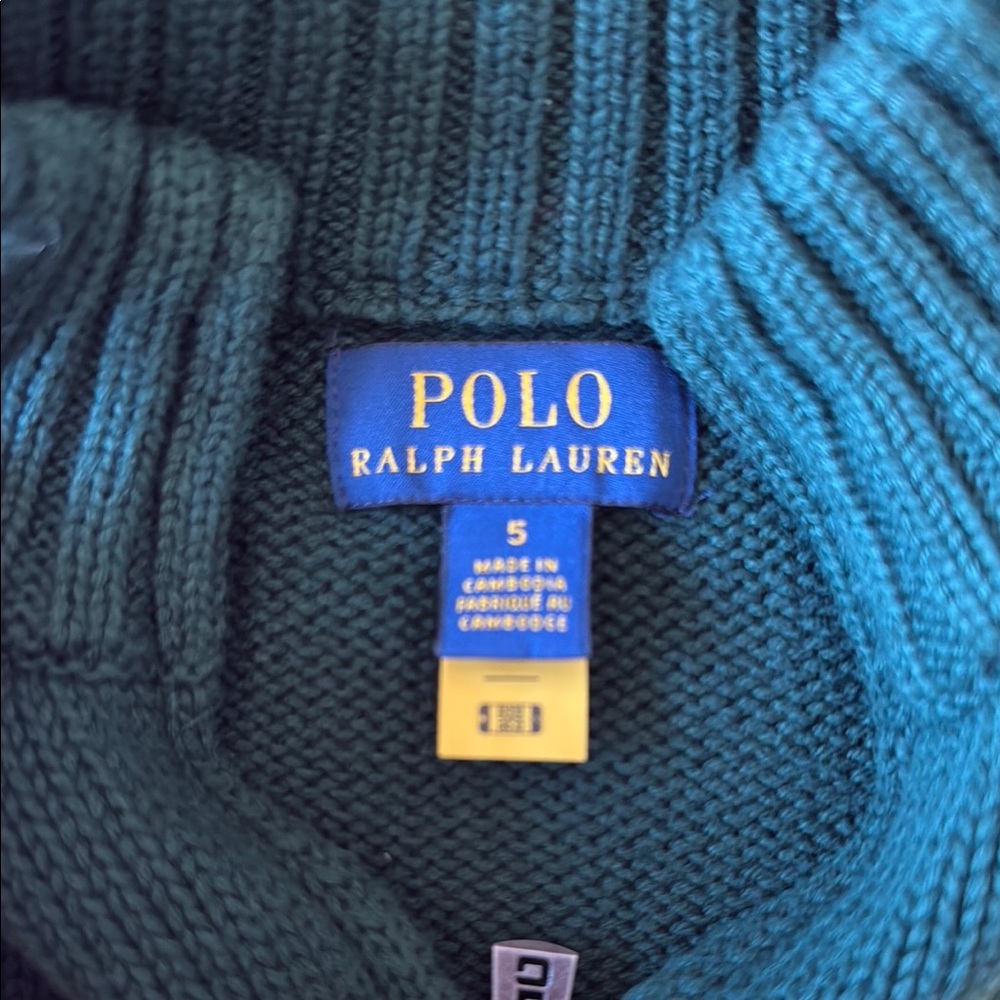 POLO
RALPH LAUREN
5
MADE IN
CAMBODIA
FABRIQUÉ AU
CAMBODGE